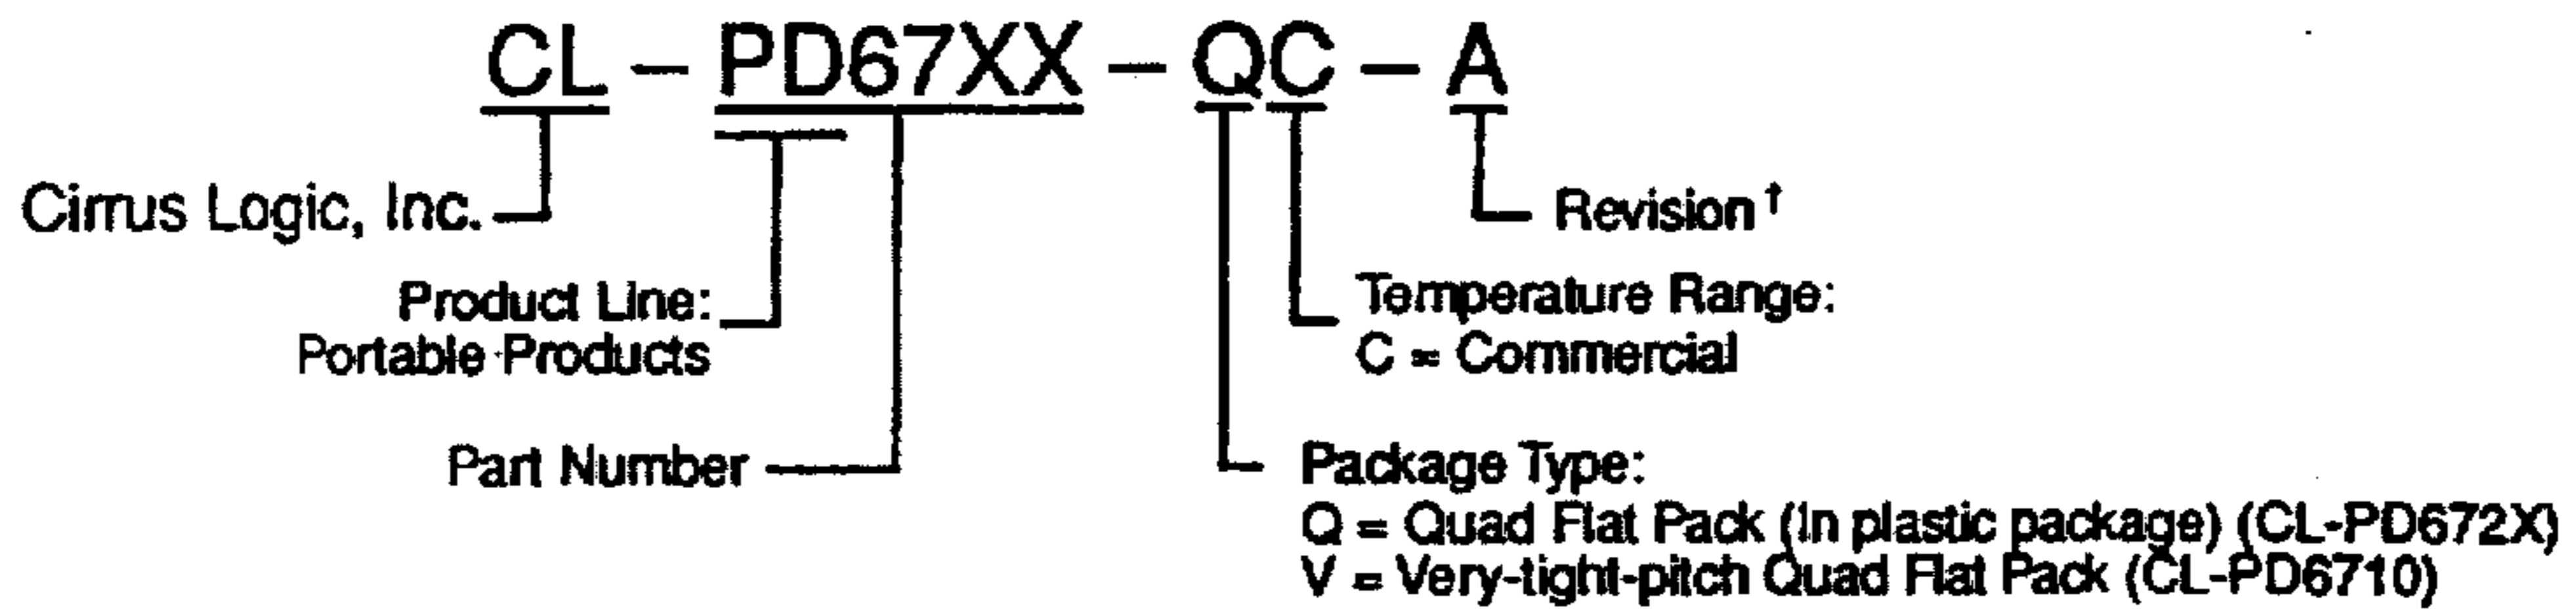 CL – PD67XX – QC – A
Cirrus Logic, Inc.
Revision†
Product Line:
Portable Products
Temperature Range:
C = Commercial
Part Number
Package Type:
Q = Quad Flat Pack (in plastic package) (CL-PD672X)
V = Very-tight-pitch Quad Flat Pack (CL-PD6710)